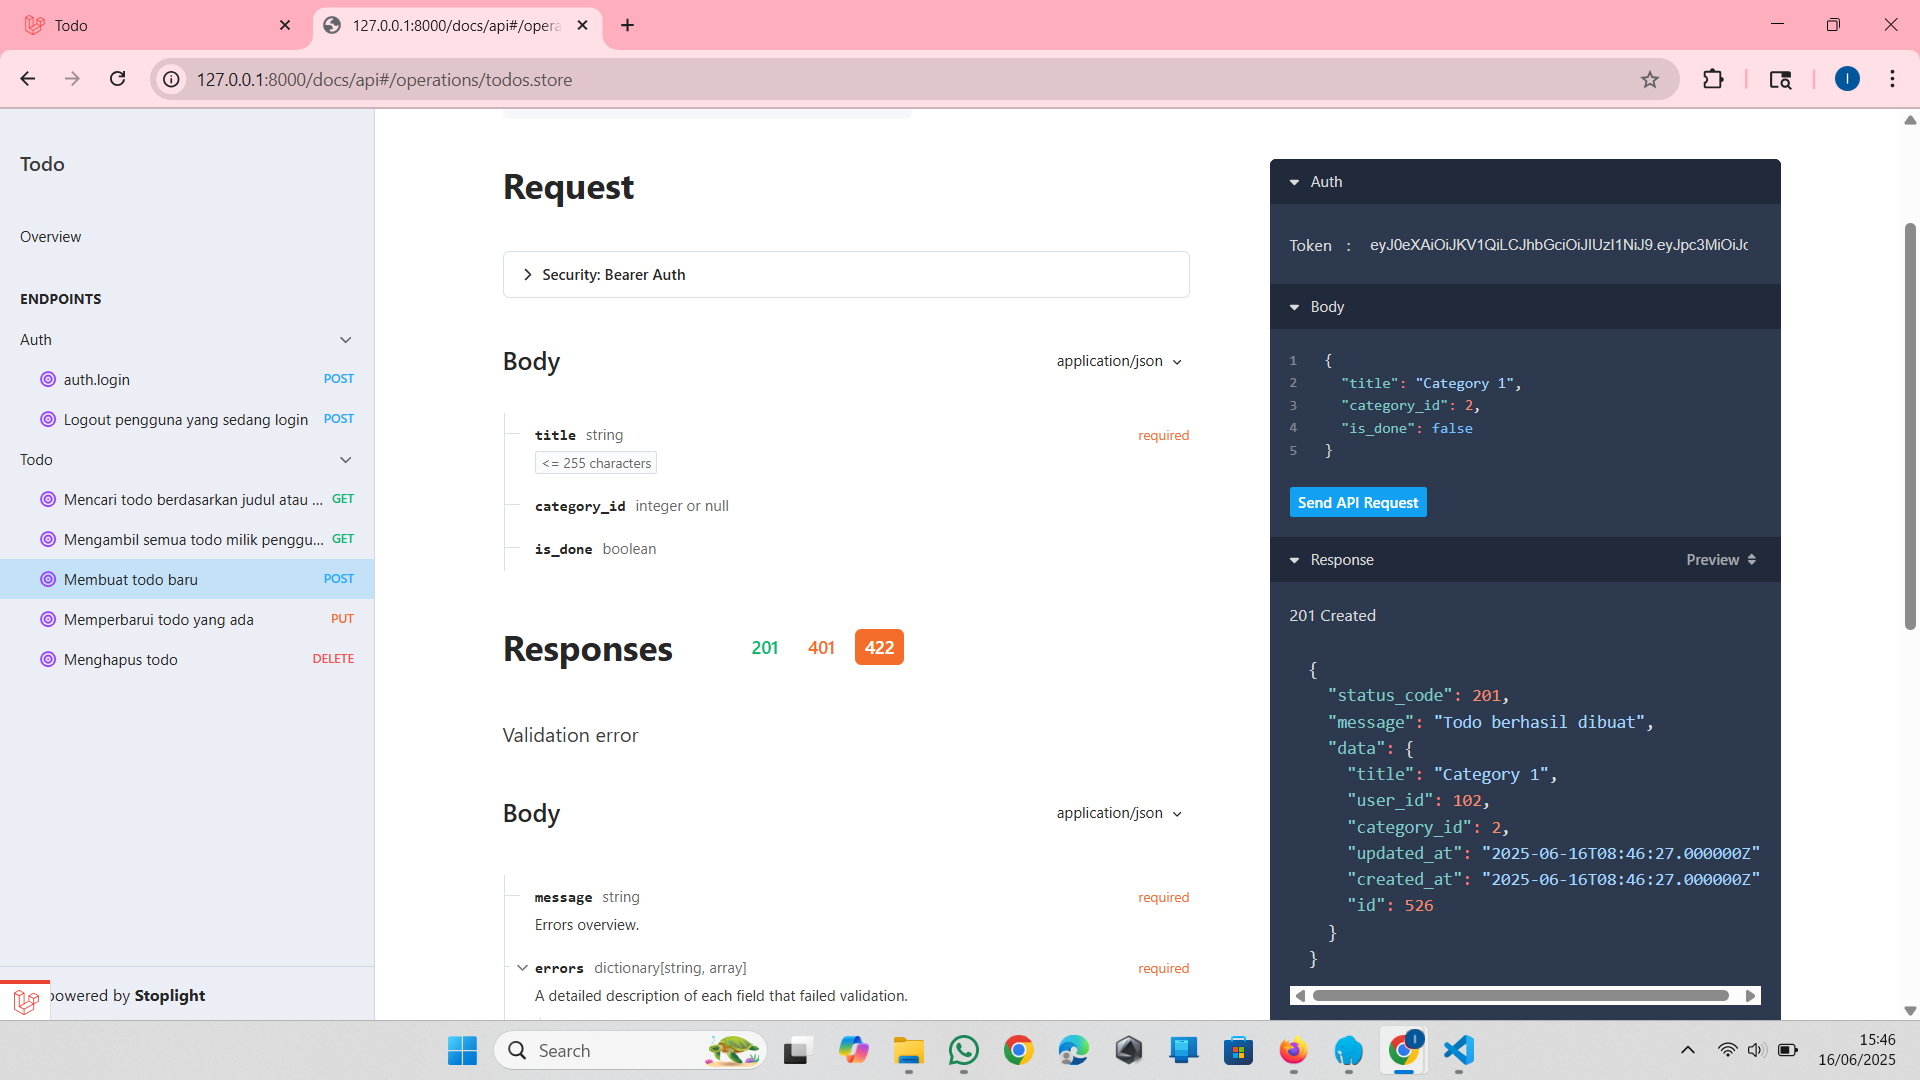 Todo
127.0.0.1:8000/docs/api#/opera
127.0.0.1:8000/docs/api#/operations/todos.store
I
Todo
Overview
ENDPOINTS
Auth
auth.login POST
Logout pengguna yang sedang login POST
Todo
Mencari todo berdasarkan judul atau ... GET
Mengambil semua todo milik penggu... GET
Membuat todo baru POST
Memperbarui todo yang ada PUT
Menghapus todo DELETE
powered by Stoplight
Request
Security: Bearer Auth
Body application/json
title string required
<= 255 characters
category_id integer or null
is_done boolean
Responses 201 401 422
Validation error
Body application/json
message string required
Errors overview.
errors dictionary[string, array] required
A detailed description of each field that failed validation.
Auth
Token : eyJ0eXAiOiJKV1QiLCJhbGciOiJIUzI1NiJ9.eyJpc3MiOiJo
Body
1 {
2 "title": "Category 1",
3 "category_id": 2,
4 "is_done": false
5 }
Send API Request
Response Preview
201 Created
{
"status_code": 201,
"message": "Todo berhasil dibuat",
"data": {
"title": "Category 1",
"user_id": 102,
"category_id": 2,
"updated_at": "2025-06-16T08:46:27.000000Z"
"created_at": "2025-06-16T08:46:27.000000Z"
"id": 526
}
}
Search
15:46
16/06/2025